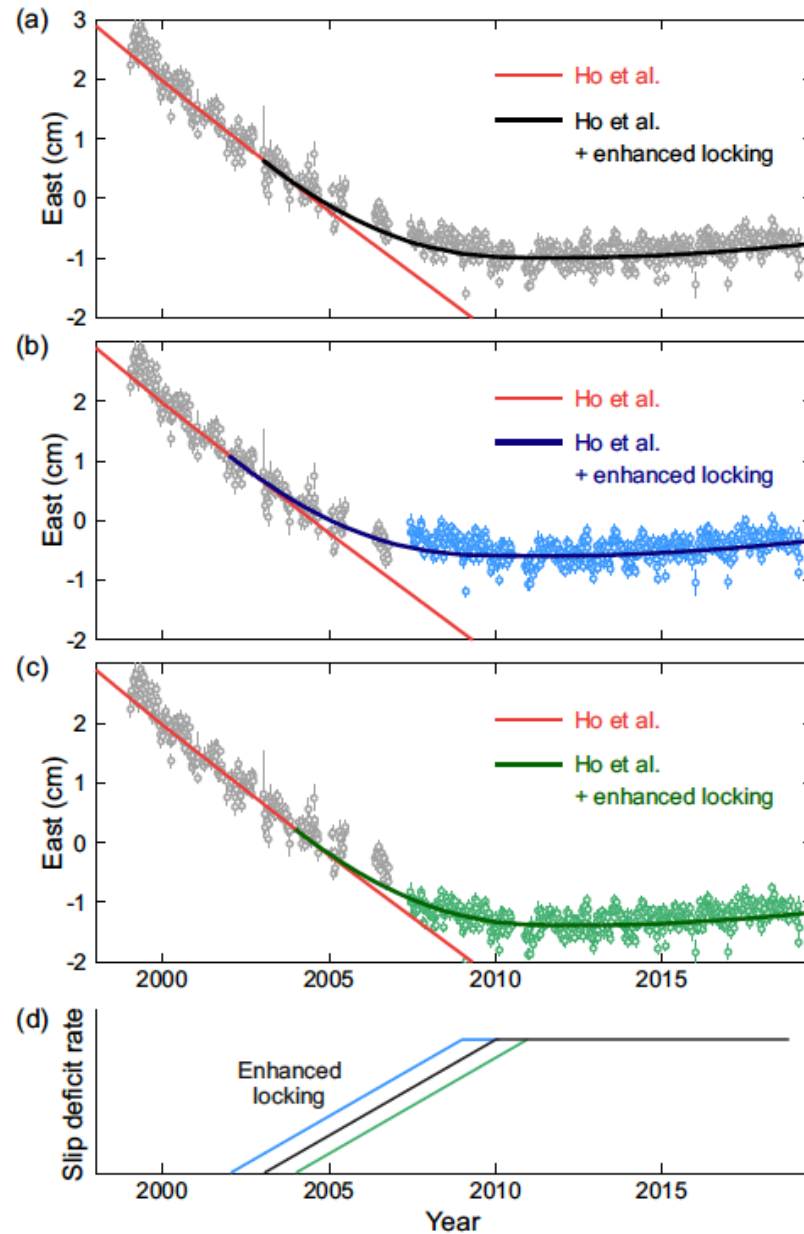 (a)
3
2
1
0
-1
-2
East (cm)
Ho et al.
Ho et al.
+ enhanced locking
(b)
2
1
0
-1
-2
East (cm)
Ho et al.
Ho et al.
+ enhanced locking
(c)
2
1
0
-1
-2
East (cm)
Ho et al.
Ho et al.
+ enhanced locking
2000 2005 2010 2015
(d)
Slip deficit rate
Enhanced
locking
2000 2005 2010 2015
Year